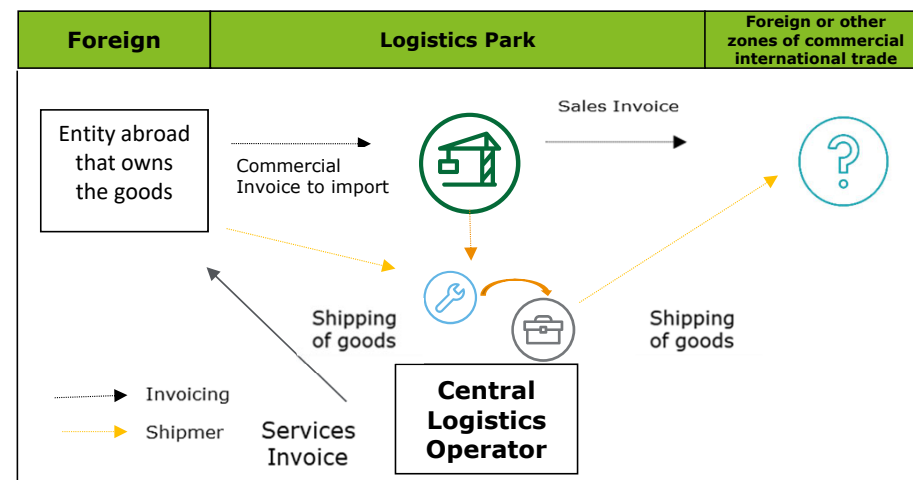 Foreign
Logistics Park
Foreign or other
zones of commercial
international trade
Entity abroad
that owns
the goods
Commercial
Invoice to import
Sales Invoice
Shipping
of goods
Shipping
of goods
Central
Logistics
Operator
Invoicing
Shipmer
Services
Invoice